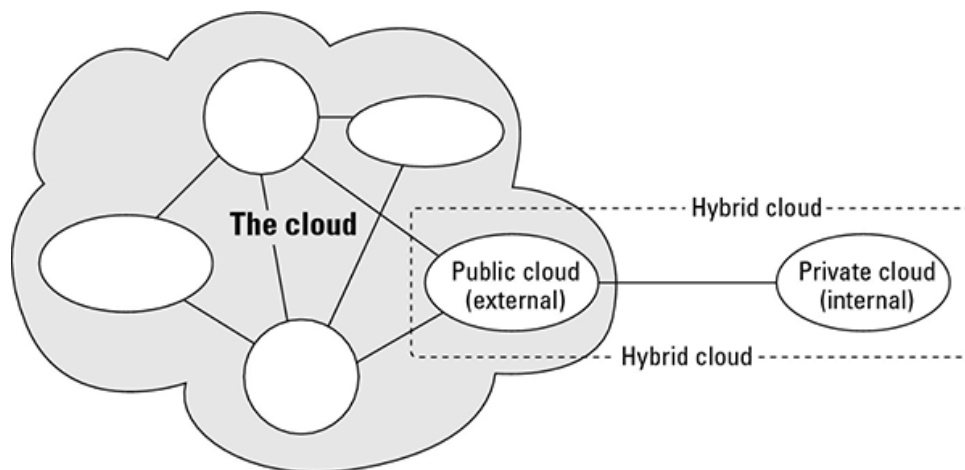 Hybrid cloud
The cloud
Public cloud
(external)
Private cloud
(internal)
Hybrid cloud